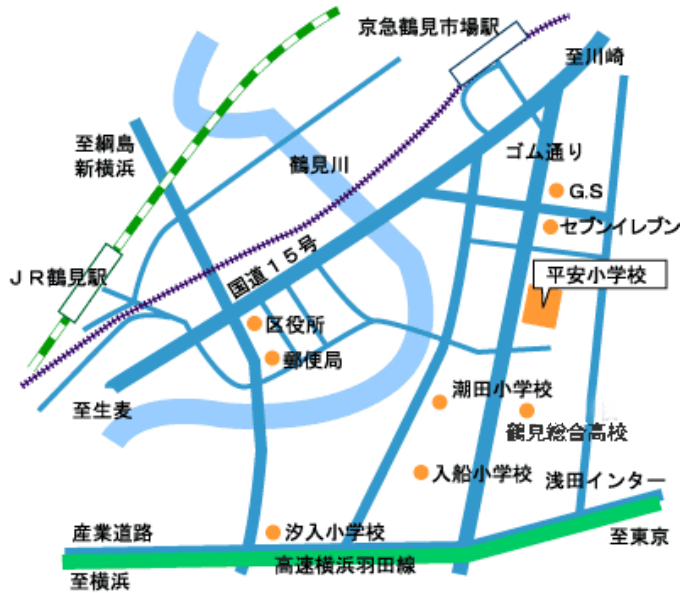 京急鶴見市場駅
至川崎
至綱島
新横浜
鶴見川
ゴム通り
G.S
セブンイレブン
国道15号
JR鶴見駅
平安小学校
区役所
郵便局
至生麦
潮田小学校
鶴見総合高校
入船小学校
浅田インター
産業道路
汐入小学校
至東京
高速横浜羽田線
至横浜